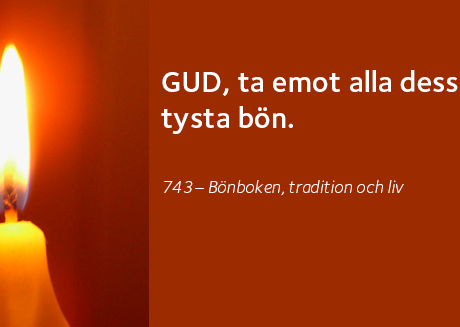 GUD, ta emot alla dess
tysta bön.
743 – Bönboken, tradition och liv